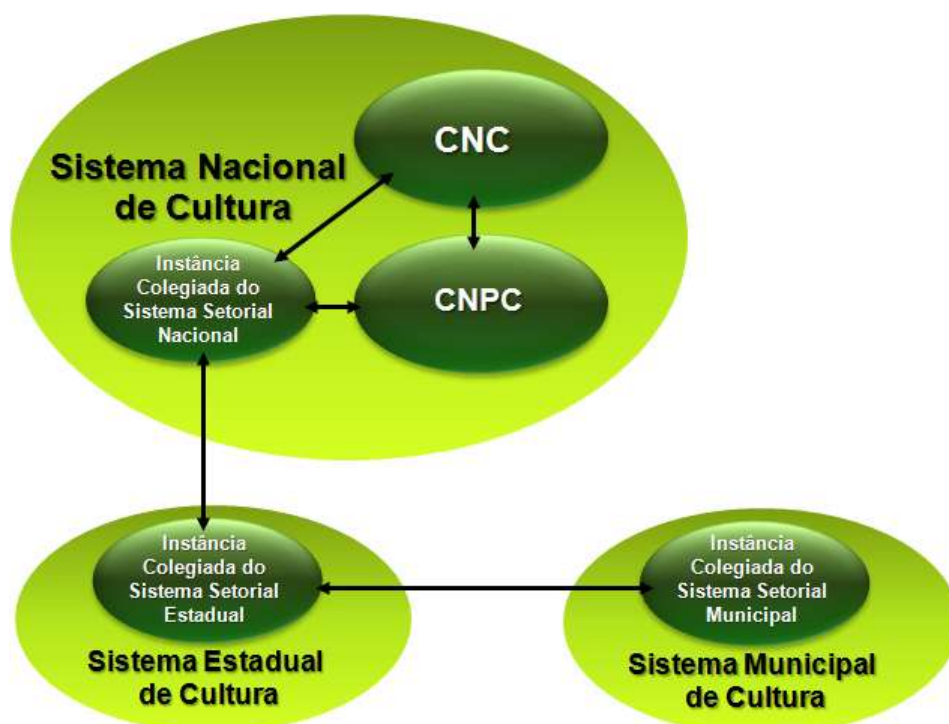 CNC
Sistema Nacional
de Cultura
Instância
Colegiada do
Sistema Setorial
Nacional
CNPC
Instância
Colegiada do
Sistema Setorial
Estadual
Sistema Estadual
de Cultura
Instância
Colegiada do
Sistema Setorial
Municipal
Sistema Municipal
de Cultura